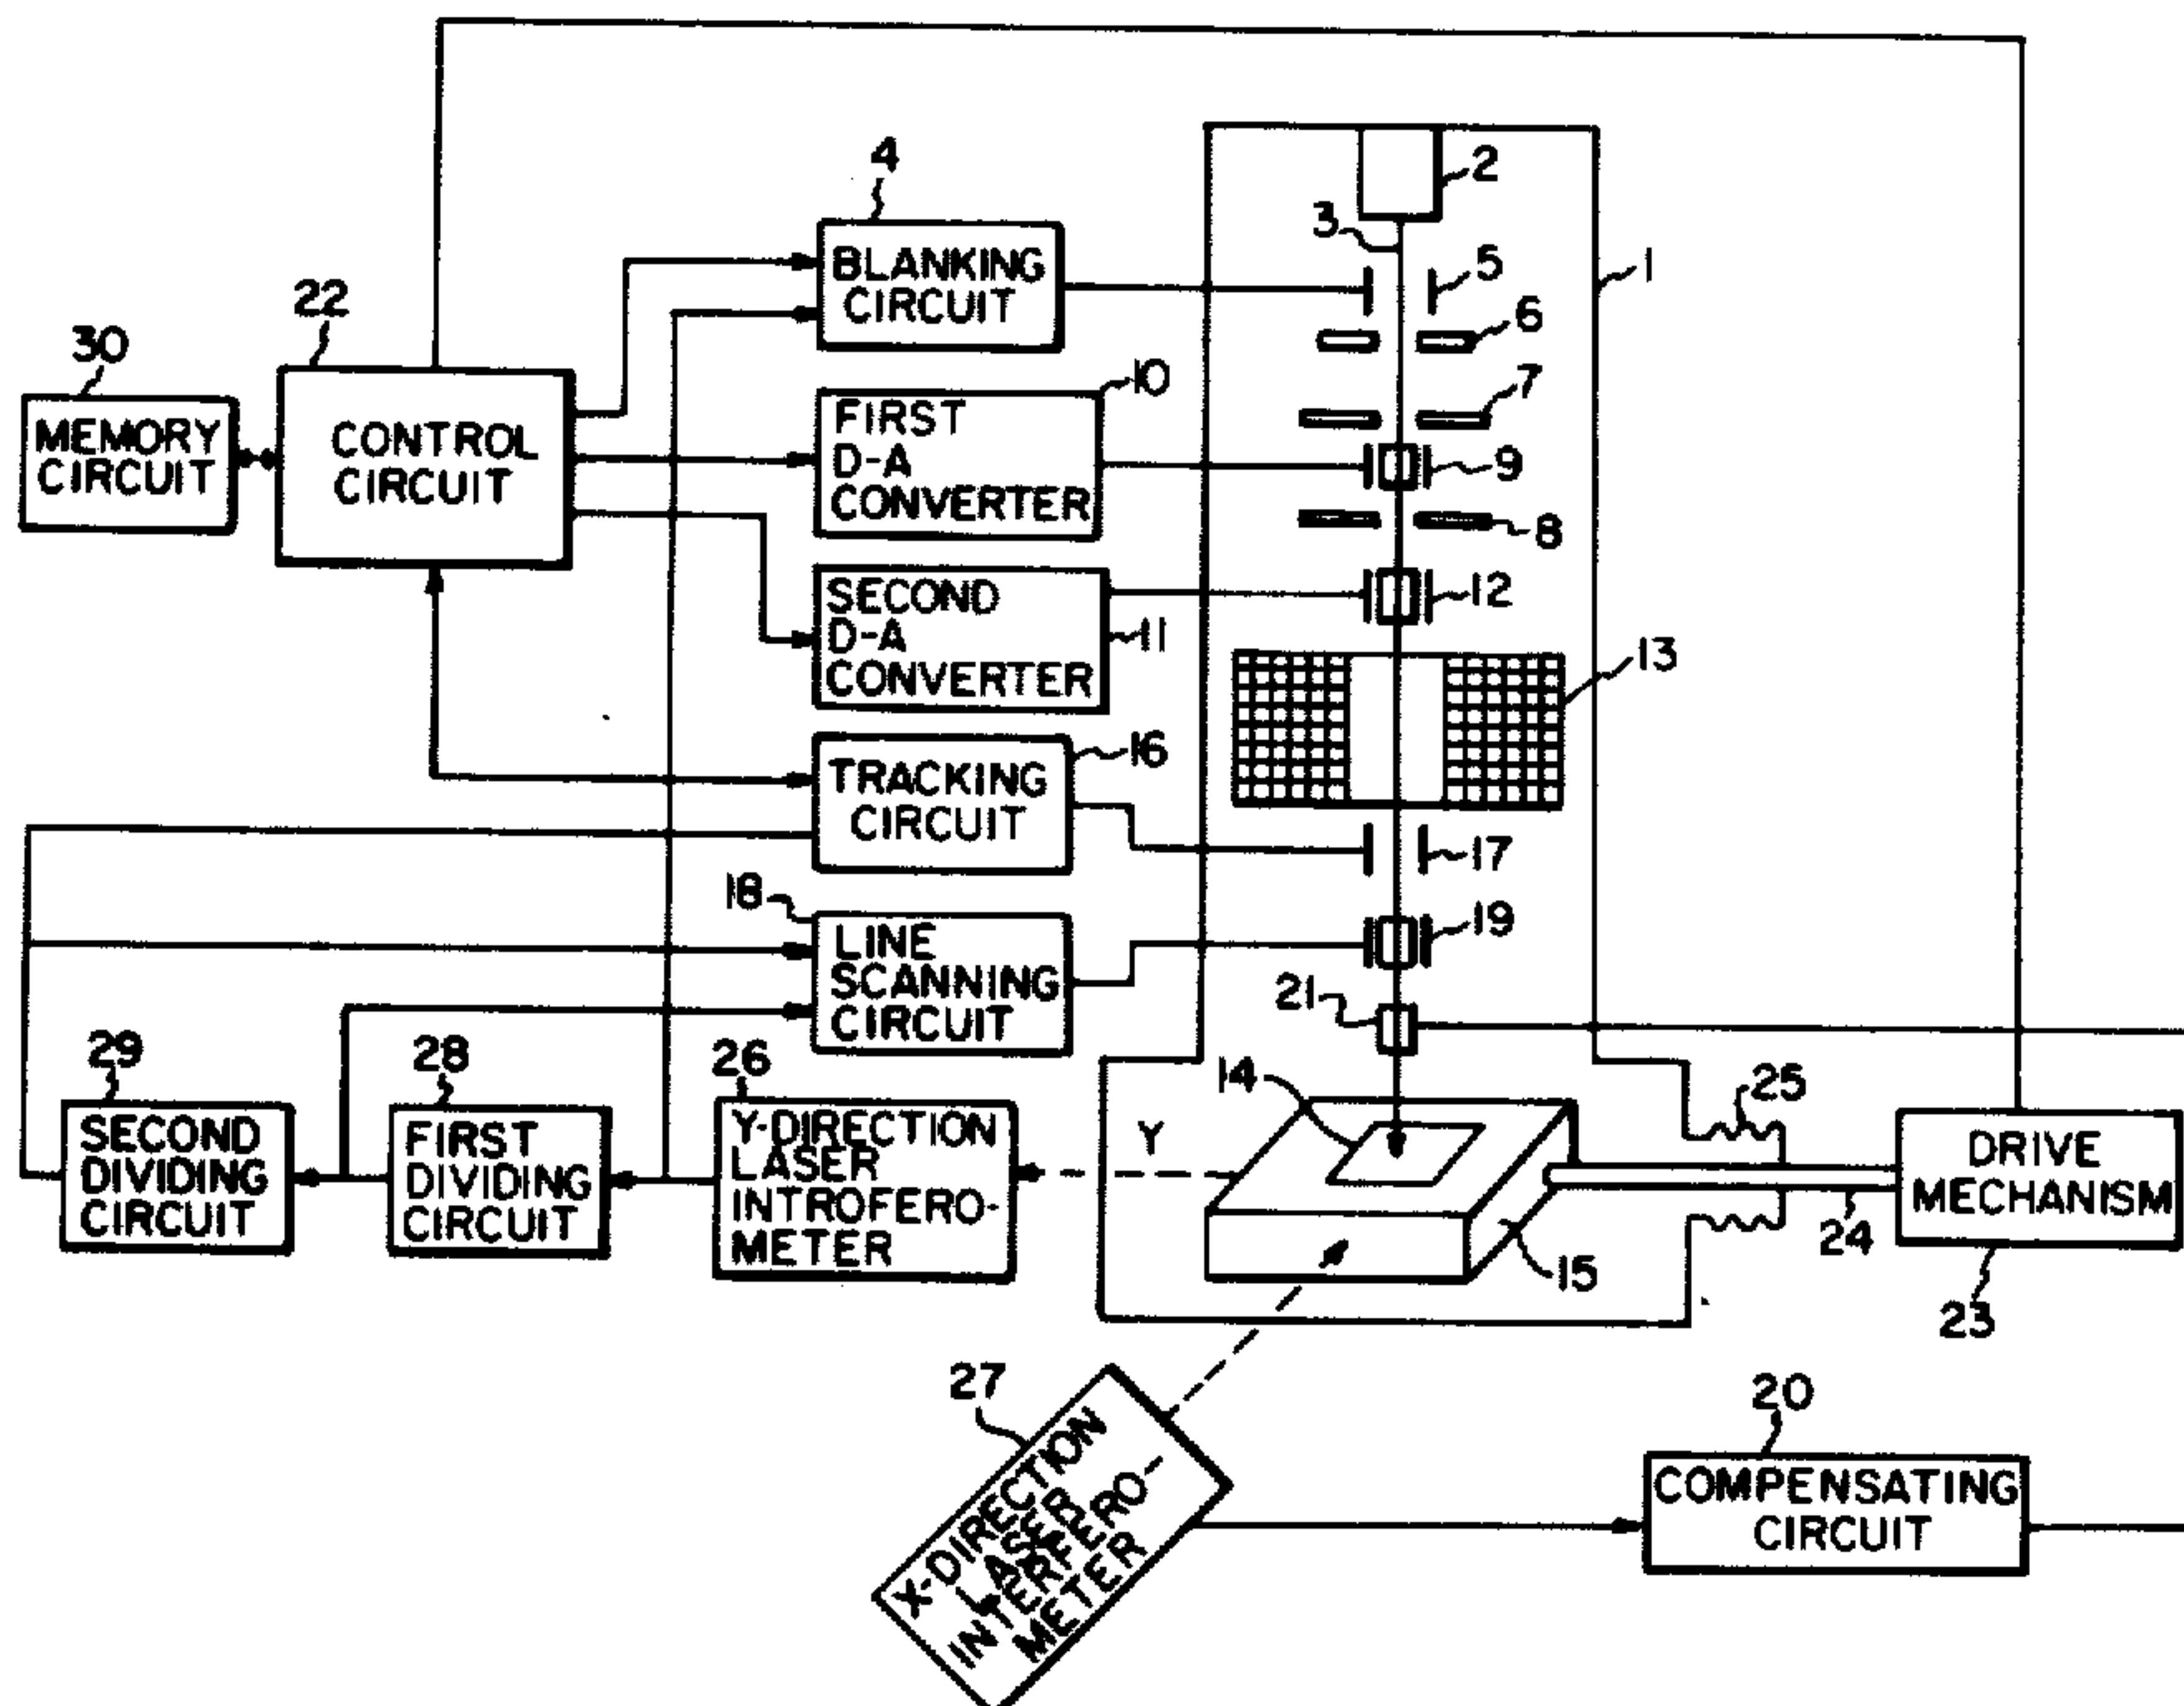 4
BLANKING
CIRCUIT
2
3
5
1
6
22
30
MEMORY
CIRCUIT
CONTROL
CIRCUIT
10
FIRST
D-A
CONVERTER
7
9
8
SECOND
D-A
CONVERTER
11
12
13
16
TRACKING
CIRCUIT
17
18
LINE
SCANNING
CIRCUIT
19
21
29
SECOND
DIVIDING
CIRCUIT
28
FIRST
DIVIDING
CIRCUIT
26
Y-DIRECTION
LASER
INTROFERO-
METER
Y
14
25
15
24
DRIVE
MECHANISM
23
27
X-DIRECTION
LASER
INTERFERO-
METER
20
COMPENSATING
CIRCUIT